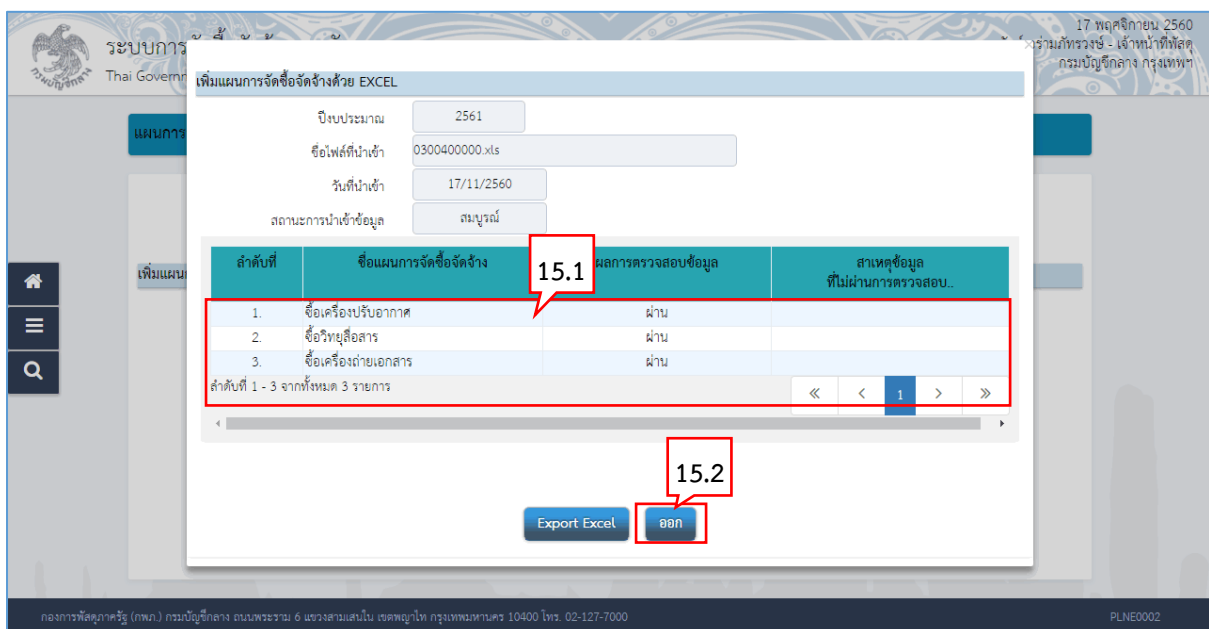 17 พฤศจิกายน 2560
ร่ามภัทรวงษ์ - เจ้าหน้าที่พัสดุ
กรมบัญชีกลาง กรุงเทพฯ
ระบบการ
Thai Governm
กรมบัญชีกลาง
แผนการ
เพิ่มแผนการจัดซื้อจัดจ้างด้วย EXCEL
ปีงบประมาณ 2561
ชื่อไฟล์ที่นำเข้า 0300400000.xls
วันที่นำเข้า 17/11/2560
สถานะการนำเข้าข้อมูล สมบูรณ์
เพิ่มแผน
ลำดับที่ ชื่อแผนการจัดซื้อจัดจ้าง ผลการตรวจสอบข้อมูล สาเหตุข้อมูล
ที่ไม่ผ่านการตรวจสอบ..
15.1
1. ซื้อเครื่องปรับอากาศ ผ่าน
2. ซื้อวิทยุสื่อสาร ผ่าน
3. ซื้อเครื่องถ่ายเอกสาร ผ่าน
ลำดับที่ 1 - 3 จากทั้งหมด 3 รายการ
« < 1 > »
15.2
Export Excel ออก
กองการพัสดุภาครัฐ (กพภ.) กรมบัญชีกลาง ถนนพระราม 6 แขวงสามเสนใน เขตพญาไท กรุงเทพมหานคร 10400 โทร. 02-127-7000 PLNE0002